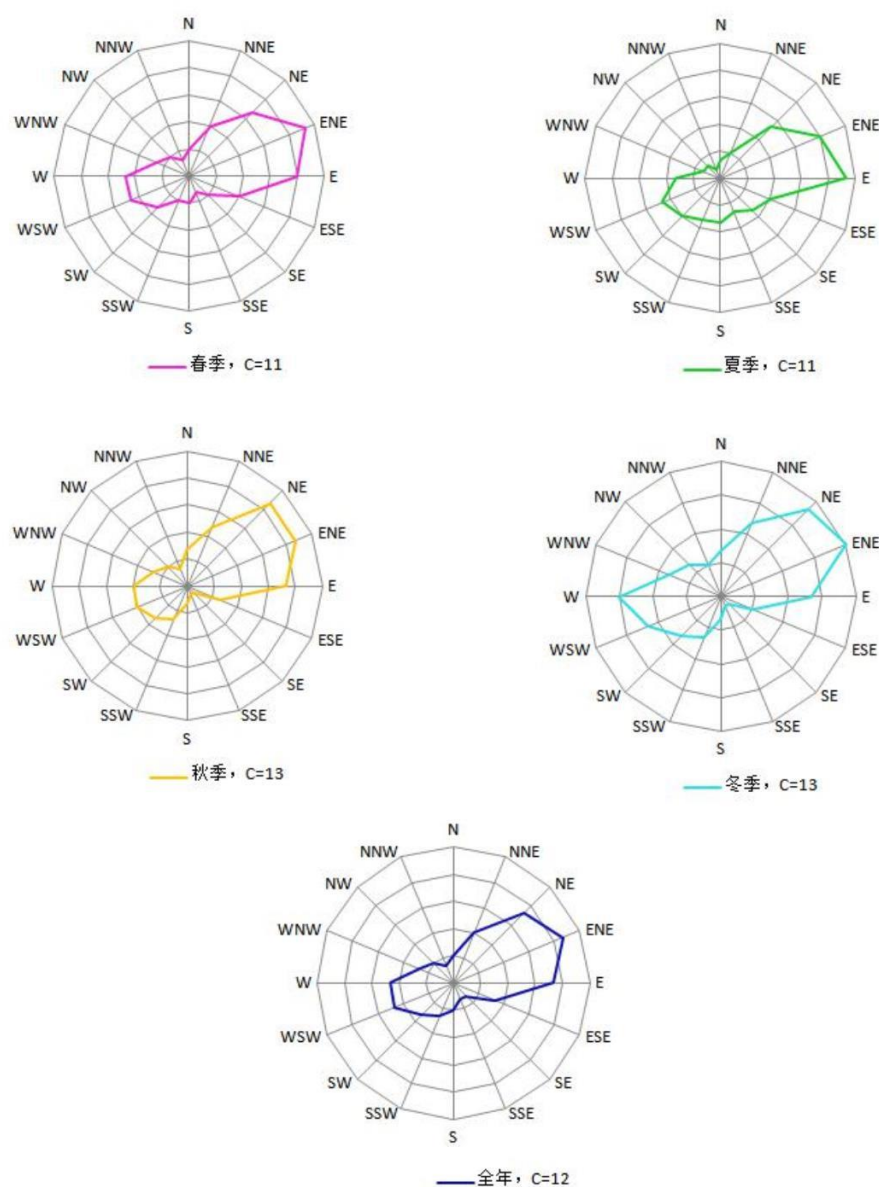 N
NNW NNE
NW NE
WNW ENE
W E
WSW ESE
SW SE
SSW SSE
S
春季，C=11
N
NNW NNE
NW NE
WNW ENE
W E
WSW ESE
SW SE
SSW SSE
S
夏季，C=11
N
NNW NNE
NW NE
WNW ENE
W E
WSW ESE
SW SE
SSW SSE
S
秋季，C=13
N
NNW NNE
NW NE
WNW ENE
W E
WSW ESE
SW SE
SSW SSE
S
冬季，C=13
N
NNW NNE
NW NE
WNW ENE
W E
WSW ESE
SW SE
SSW SSE
S
全年，C=12